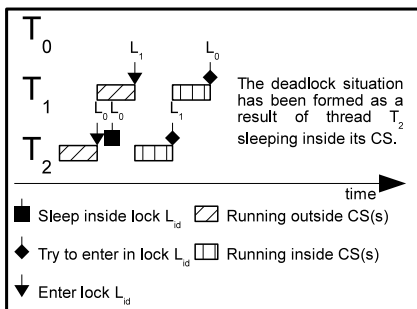 T0
L1 L0
T1
The deadlock situation
has been formed as a
result of thread T2
sleeping inside its CS.
L0 L0 L1
T2
time
Sleep inside lock Lid
Running outside CS(s)
Try to enter in lock Lid
Running inside CS(s)
Enter lock Lid